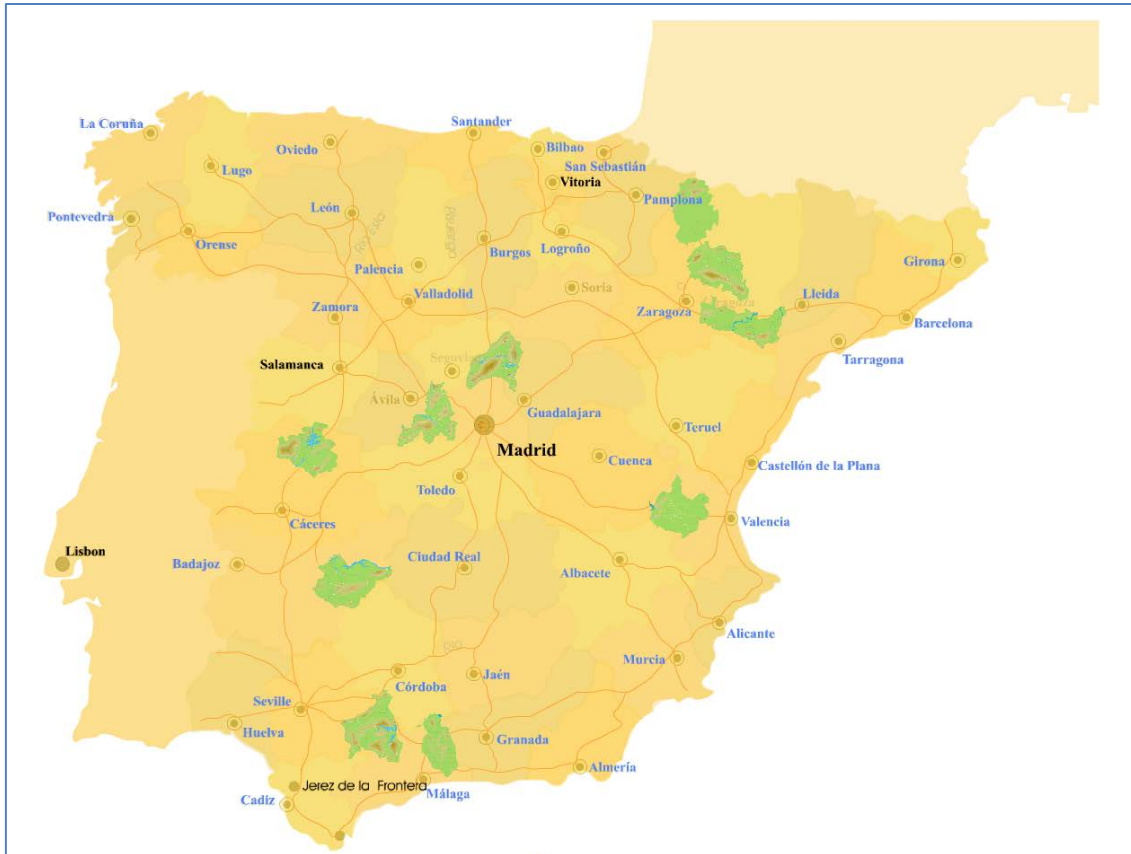 Santander
La Coruña
Oviedo
Bilbao
San Sebastián
Lugo
Vitoria
Pamplona
León
Pontevedra
Orense
Burgos
Logroño
Palencia
Girona
Soria
Valladolid
Zamora
Zaragoza
Lleida
Barcelona
Tarragona
Segovia
Salamanca
Ávila
Guadalajara
Teruel
Madrid
Cuenca
Castellón de la Plana
Toledo
Cáceres
Valencia
Lisbon
Badajoz
Ciudad Real
Albacete
Alicante
Murcia
Córdoba
Jaén
Seville
Huelva
Granada
Almería
Jerez de la Frontera
Cadiz
Málaga